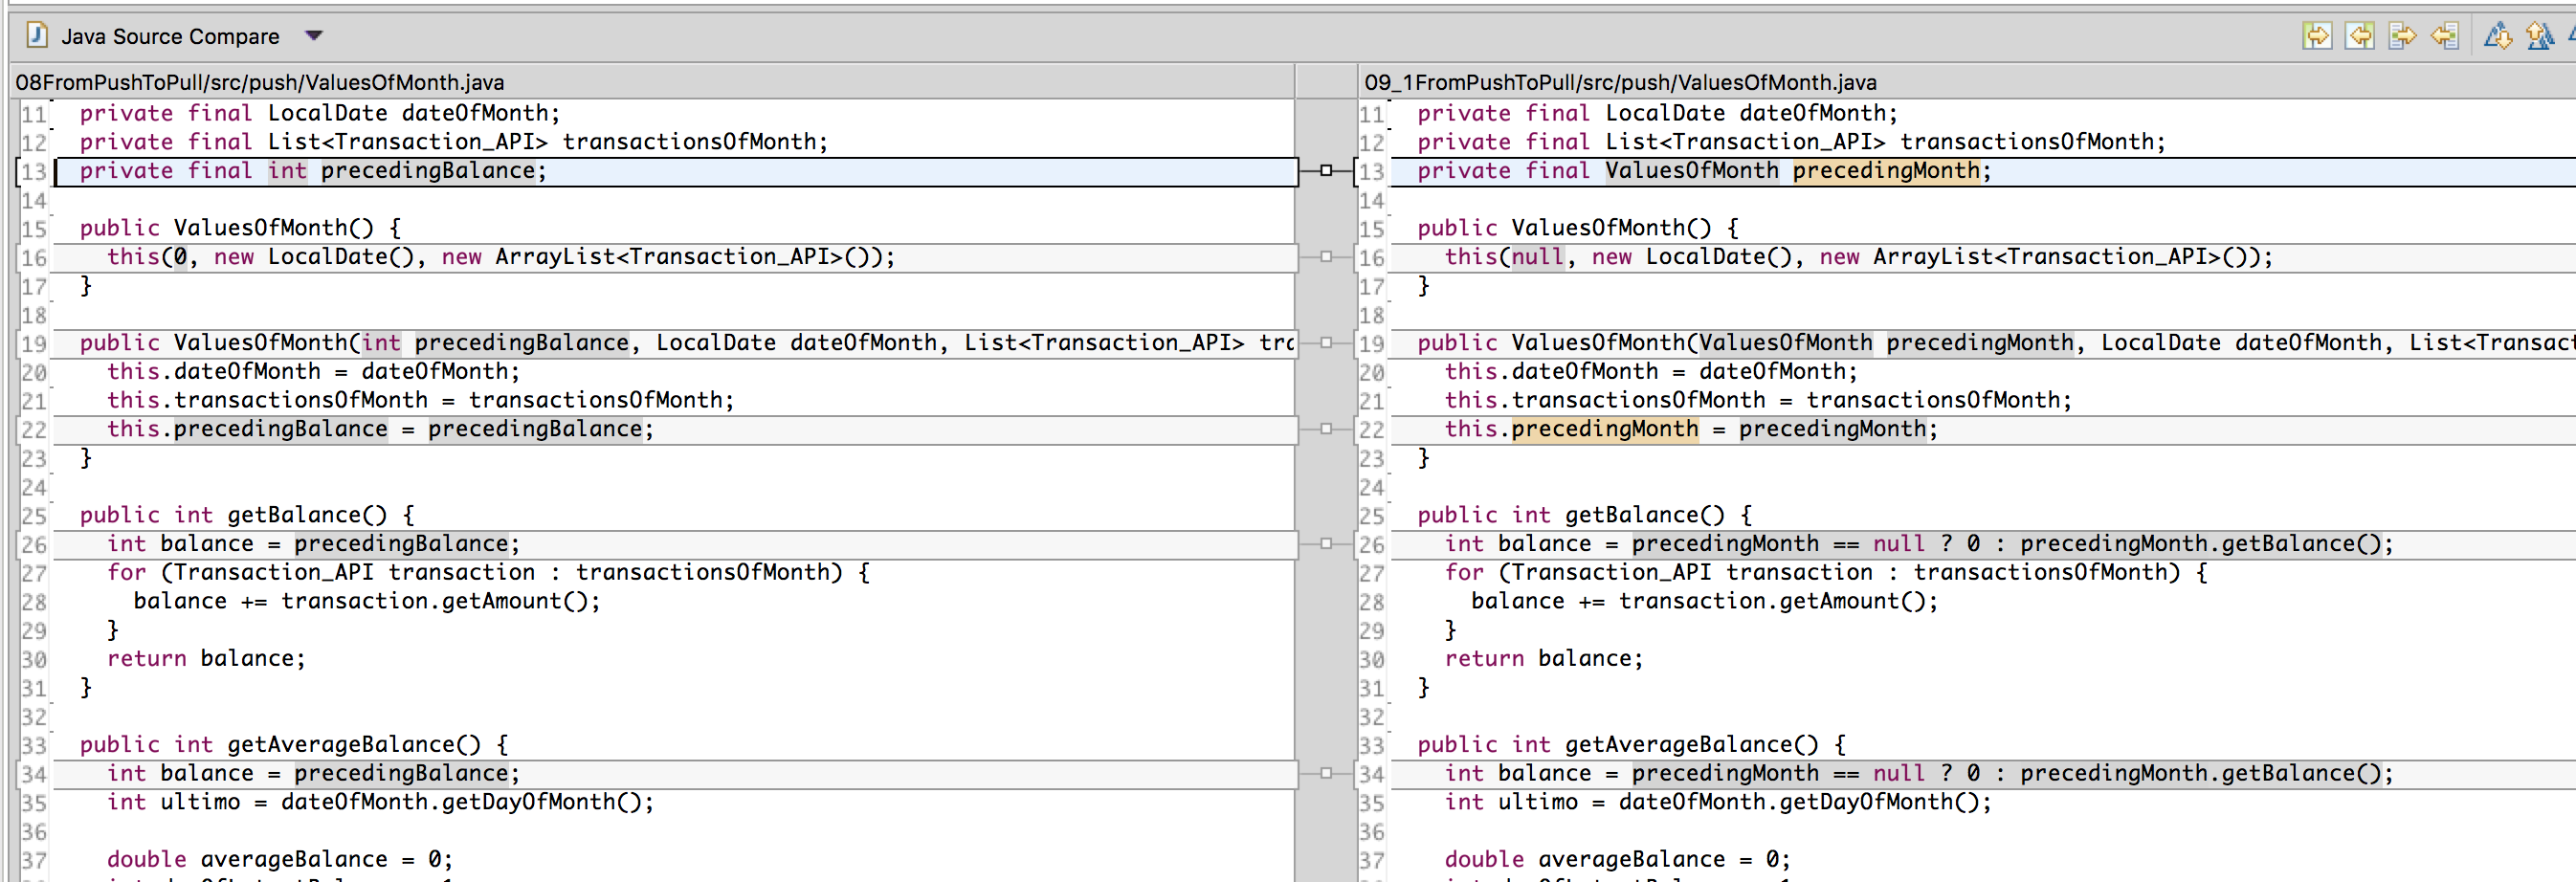 Java Source Compare
08FromPushToPull/src/push/ValuesOfMonth.java
11 private final LocalDate dateOfMonth;
12 private final List<Transaction_API> transactionsOfMonth;
13 private final int precedingBalance;
14
15 public ValuesOfMonth() {
16 this(0, new LocalDate(), new ArrayList<Transaction_API>());
17 }
18
19 public ValuesOfMonth(int precedingBalance, LocalDate dateOfMonth, List<Transaction_API> tra
20 this.dateOfMonth = dateOfMonth;
21 this.transactionsOfMonth = transactionsOfMonth;
22 this.precedingBalance = precedingBalance;
23 }
24
25 public int getBalance() {
26 int balance = precedingBalance;
27 for (Transaction_API transaction : transactionsOfMonth) {
28 balance += transaction.getAmount();
29 }
30 return balance;
31 }
32
33 public int getAverageBalance() {
34 int balance = precedingBalance;
35 int ultimo = dateOfMonth.getDayOfMonth();
36
37 double averageBalance = 0;
09_1FromPushToPull/src/push/ValuesOfMonth.java
11 private final LocalDate dateOfMonth;
12 private final List<Transaction_API> transactionsOfMonth;
13 private final ValuesOfMonth precedingMonth;
14
15 public ValuesOfMonth() {
16 this(null, new LocalDate(), new ArrayList<Transaction_API>());
17 }
18
19 public ValuesOfMonth(ValuesOfMonth precedingMonth, LocalDate dateOfMonth, List<Transact
20 this.dateOfMonth = dateOfMonth;
21 this.transactionsOfMonth = transactionsOfMonth;
22 this.precedingMonth = precedingMonth;
23 }
24
25 public int getBalance() {
26 int balance = precedingMonth == null ? 0 : precedingMonth.getBalance();
27 for (Transaction_API transaction : transactionsOfMonth) {
28 balance += transaction.getAmount();
29 }
30 return balance;
31 }
32
33 public int getAverageBalance() {
34 int balance = precedingMonth == null ? 0 : precedingMonth.getBalance();
35 int ultimo = dateOfMonth.getDayOfMonth();
36
37 double averageBalance = 0;